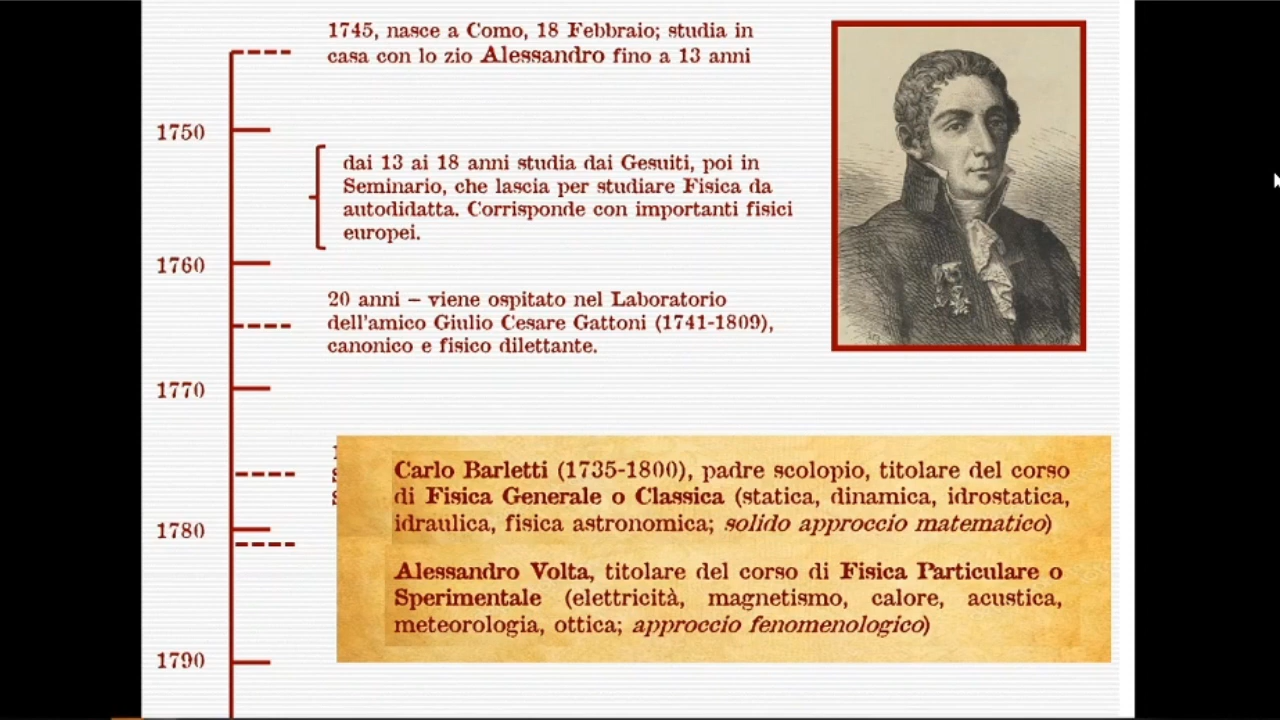 1745, nasce a Como, 18 Febbraio; studia in
casa con lo zio Alessandro fino a 13 anni
1750
dai 13 ai 18 anni studia dai Gesuiti, poi in
Seminario, che lascia per studiare Fisica da
autodidatta. Corrisponde con importanti fisici
europei.
1760
20 anni – viene ospitato nel Laboratorio
dell'amico Giulio Cesare Gattoni (1741-1809),
canonico e fisico dilettante.
1770
Carlo Barletti (1735-1800), padre scolopio, titolare del corso
di Fisica Generale o Classica (statica, dinamica, idrostatica,
idraulica, fisica astronomica; solido approccio matematico)
1780
Alessandro Volta, titolare del corso di Fisica Particulare o
Sperimentale (elettricità, magnetismo, calore, acustica,
meteorologia, ottica; approccio fenomenologico)
1790